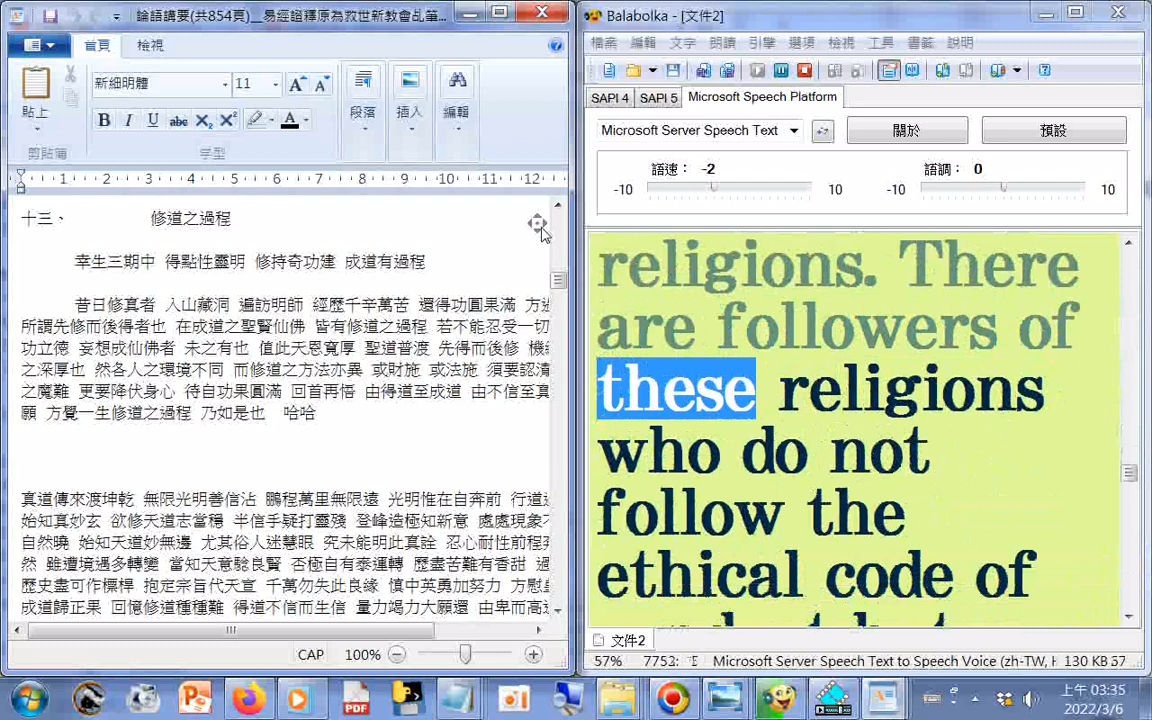 論語講要(共854頁)__易經證釋原為救世新教會乩筆...
首頁 檢視
新細明體 11
貼上
剪貼簿
字型
段落
插入
編輯
1 2 3 4 5 6 7 8 9 10 11 12
十三、 修道之過程
幸生三期中 得點性靈明 修持奇功建 成道有過程
昔日修真者 入山藏洞 遍訪明師 經歷千辛萬苦 還得功圓果滿 方
所謂先修而後得者也 在成道之聖賢仙佛 皆有修道之過程 若不能忍受一切
功立德 妄想成仙佛者 未之有也 值此天恩寬厚 聖道普渡 先得而後修 機
之深厚也 然各人之環境不同 而修道之方法亦異 或財施 或法施 須要認清
之魔難 更要降伏身心 待自功果圓滿 回首再悟 由得道至成道 由不信至真
願 方覺一生修道之過程 乃如是也 哈哈
真道傳來渡坤乾 無限光明善信沾 鵬程萬里無限遠 光明惟在自奔前 行道
始知真妙玄 欲修天道志當穩 半信半疑打靈殘 登峰造極知新意 處處現象
自然曉 始知天道妙無邊 尤其俗人迷慧眼 究未能明此真詮 忍心耐性前程
然 雖遭境遇多轉變 當知天意驗良賢 否極自有泰運轉 歷盡苦難有香甜
歷史盡可作標桿 抱定宗旨代天宣 千萬勿失此良緣 慎中英勇加努力 方慰
成道歸正果 回憶修道種種難 得道不信而生信 量力竭力大願還 由卑而高
CAP 100%
Balabolka - [文件2]
檔案 編輯 文字 朗讀 引擎 選項 檢視 工具 書籤 說明
SAPI 4 SAPI 5 Microsoft Speech Platform
Microsoft Server Speech Text 關於 預設
語速： -2 語調： 0
-10 10 -10 10
religions. There
are followers of
these religions
who do not
follow the
ethical code of
文件2
57% Microsoft Server Speech Text to Speech Voice (zh-TW, 130 KB
上午 03:35
2022/3/6